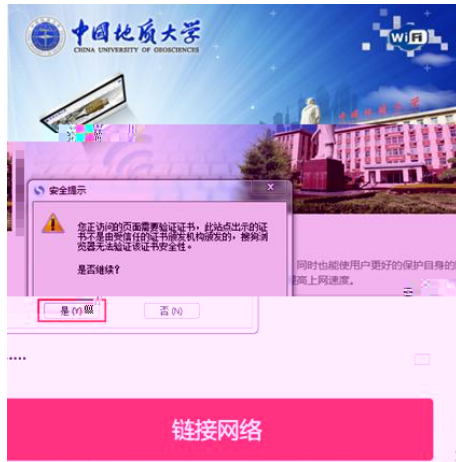 中国地质大学
CHINA UNIVERSITY OF GEOSCIENCES
WiFi
安全提示
X
您正访问的页面需要验证证书，此站点出示的证
书不是由受信任的证书颁发机构颁发的，搜狗浏
览器无法验证该证书安全性。
是否继续？
同时也能使用户更好的保护自身的
提高上网速度。
是(Y)
否(N)
链接网络